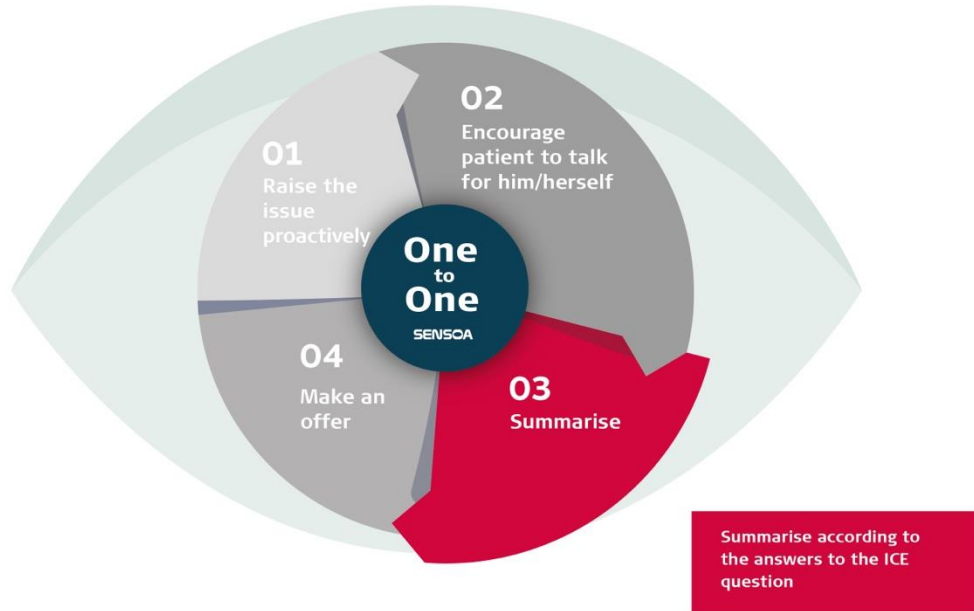 01
Raise the
issue
proactively
02
Encourage
patient to talk
for him/herself
One
to
One
SENSOA
03
Summarise
04
Make an
offer
Summarise according to
the answers to the ICE
question